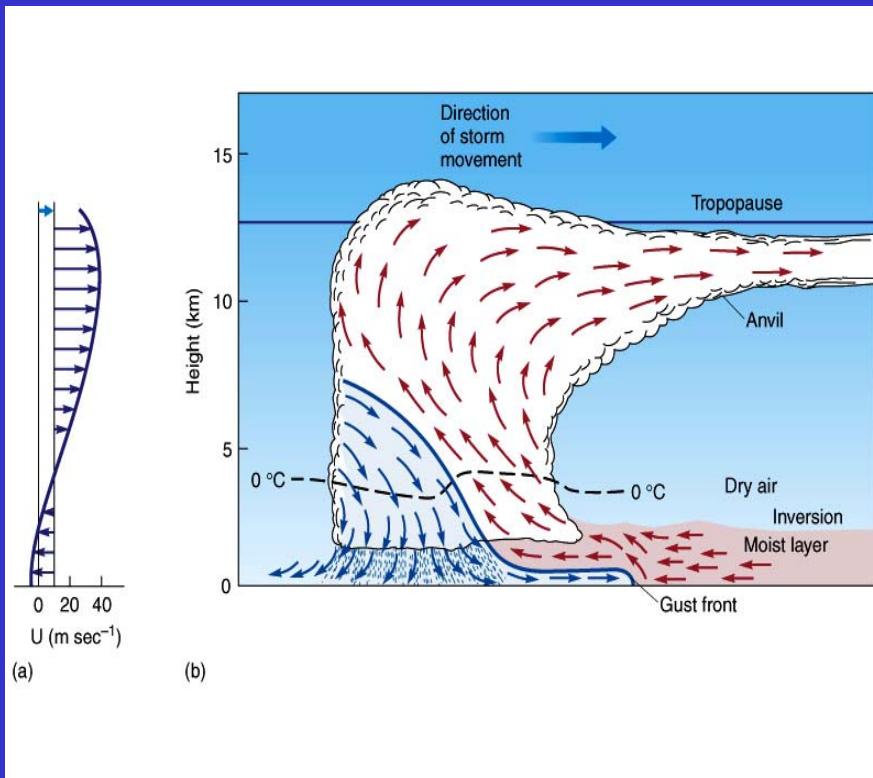 Direction
of storm
movement
15
10
5
0
Height (km)
Tropopause
Anvil
0 °C
0 °C
Dry air
Inversion
Moist layer
Gust front
0 20 40
U (m sec⁻¹)
(a)
(b)